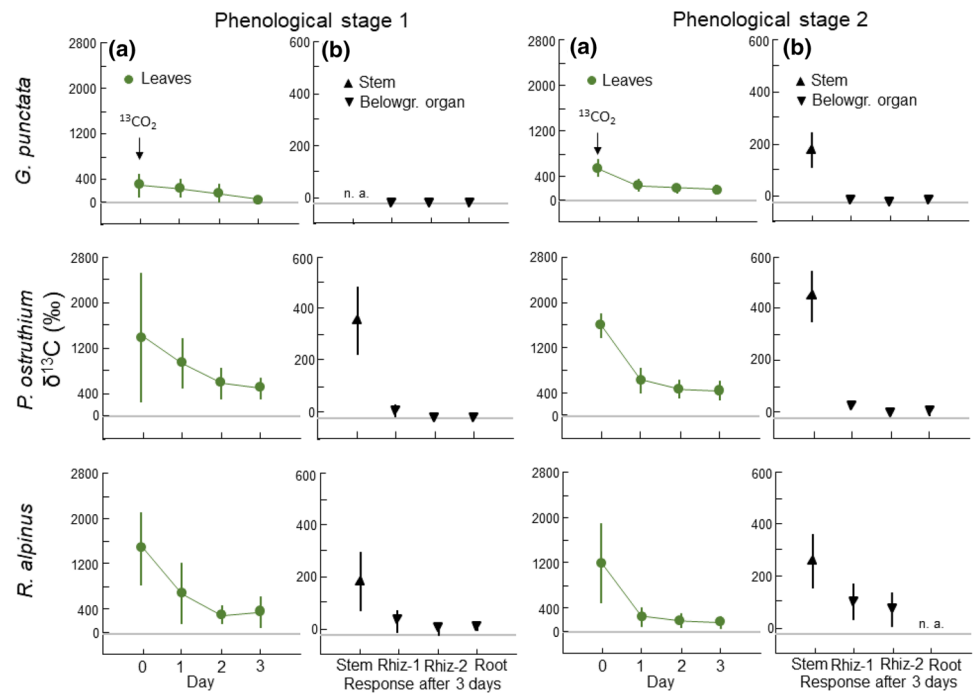 Phenological stage 1
Phenological stage 2
(a)
(b)
(a)
(b)
G. punctata
2800
2000
1200
400
0
Leaves
13CO2
600
400
200
0
Stem
Belowgr. organ
n. a.
2800
2000
1200
400
0
Leaves
13CO2
600
400
200
0
Stem
Belowgr. organ
P. ostruthium
δ13C (‰)
2800
2000
1200
400
0
600
400
200
0
2800
2000
1200
400
0
600
400
200
0
R. alpinus
2800
2000
1200
400
0
600
400
200
0
2800
2000
1200
400
0
600
400
200
0
n. a.
0 1 2 3
Day
Stem Rhiz-1 Rhiz-2 Root
Response after 3 days
0 1 2 3
Day
Stem Rhiz-1 Rhiz-2 Root
Response after 3 days